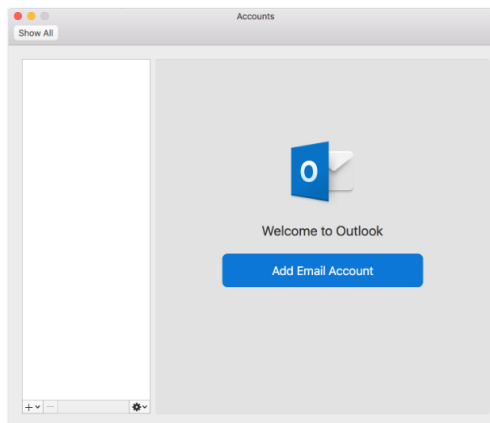 Accounts
Show All
O
Welcome to Outlook
Add Email Account